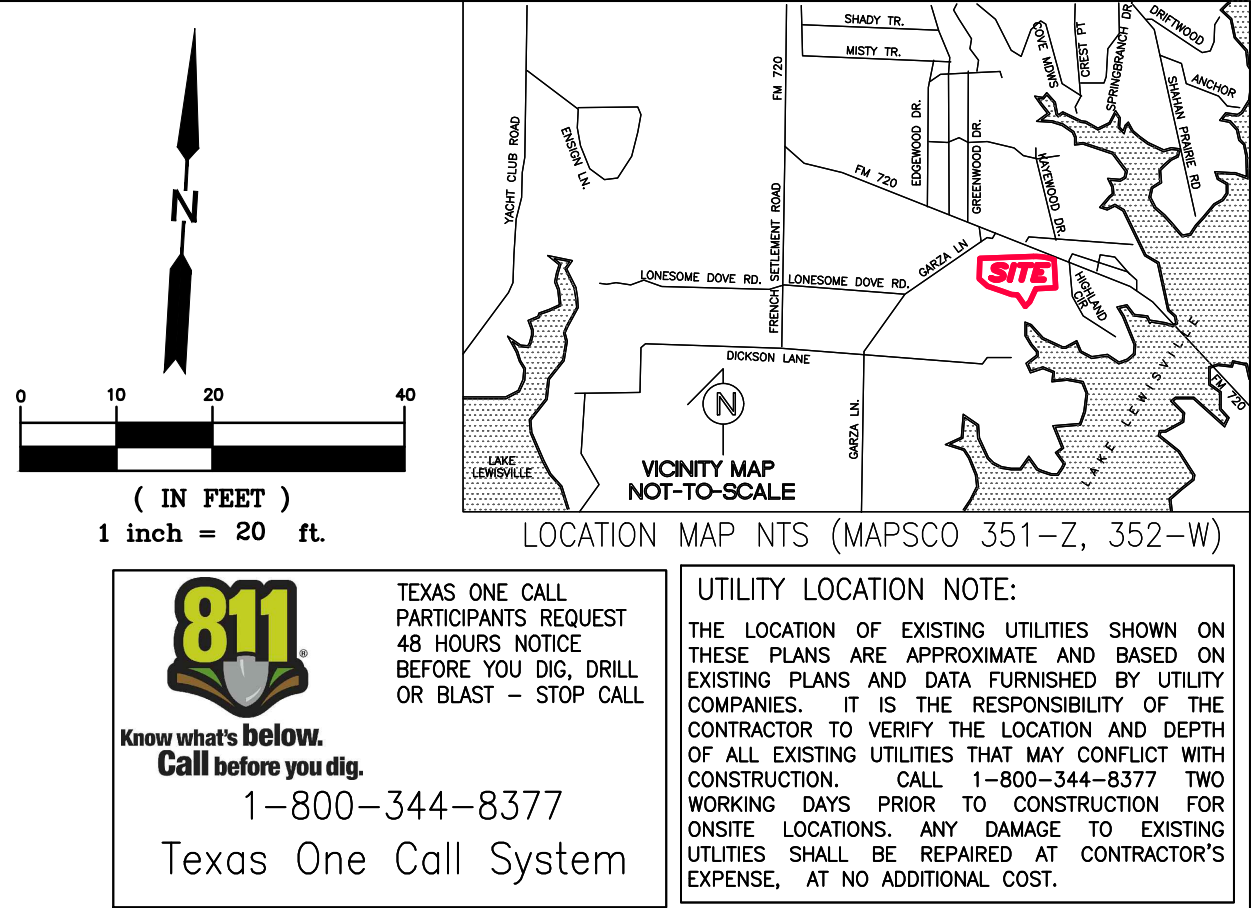 N
0 10 20 40
( IN FEET )
1 inch = 20 ft.
SHADY TR.
MISTY TR.
COVE MDWS
CREST PT
SPRINGBRANCH DR.
DRIFTWOOD
ANCHOR
SHAHAN PRAIRIE RD
FM 720
YACHT CLUB ROAD
ENSIGN LN.
EDGEWOOD DR.
GREENWOOD DR.
KAYEWOOD DR.
FM 720
FRENCH SETLEMENT ROAD
GARZA LN
SITE
HIGHLAND
CIR
LONESOME DOVE RD.
LONESOME DOVE RD.
DICKSON LANE
LAKE LEWISVILLE
FM 720
N
GARZA LN.
LAKE
LEWISVILLE
VICINITY MAP
NOT-TO-SCALE
LOCATION MAP NTS (MAPSCO 351-Z, 352-W)
811®
Know what's below.
Call before you dig.
TEXAS ONE CALL
PARTICIPANTS REQUEST
48 HOURS NOTICE
BEFORE YOU DIG, DRILL
OR BLAST - STOP CALL
1-800-344-8377
Texas One Call System
UTILITY LOCATION NOTE:
THE LOCATION OF EXISTING UTILITIES SHOWN ON
THESE PLANS ARE APPROXIMATE AND BASED ON
EXISTING PLANS AND DATA FURNISHED BY UTILITY
COMPANIES. IT IS THE RESPONSIBILITY OF THE
CONTRACTOR TO VERIFY THE LOCATION AND DEPTH
OF ALL EXISTING UTILITIES THAT MAY CONFLICT WITH
CONSTRUCTION. CALL 1-800-344-8377 TWO
WORKING DAYS PRIOR TO CONSTRUCTION FOR
ONSITE LOCATIONS. ANY DAMAGE TO EXISTING
UTLITIES SHALL BE REPAIRED AT CONTRACTOR'S
EXPENSE, AT NO ADDITIONAL COST.